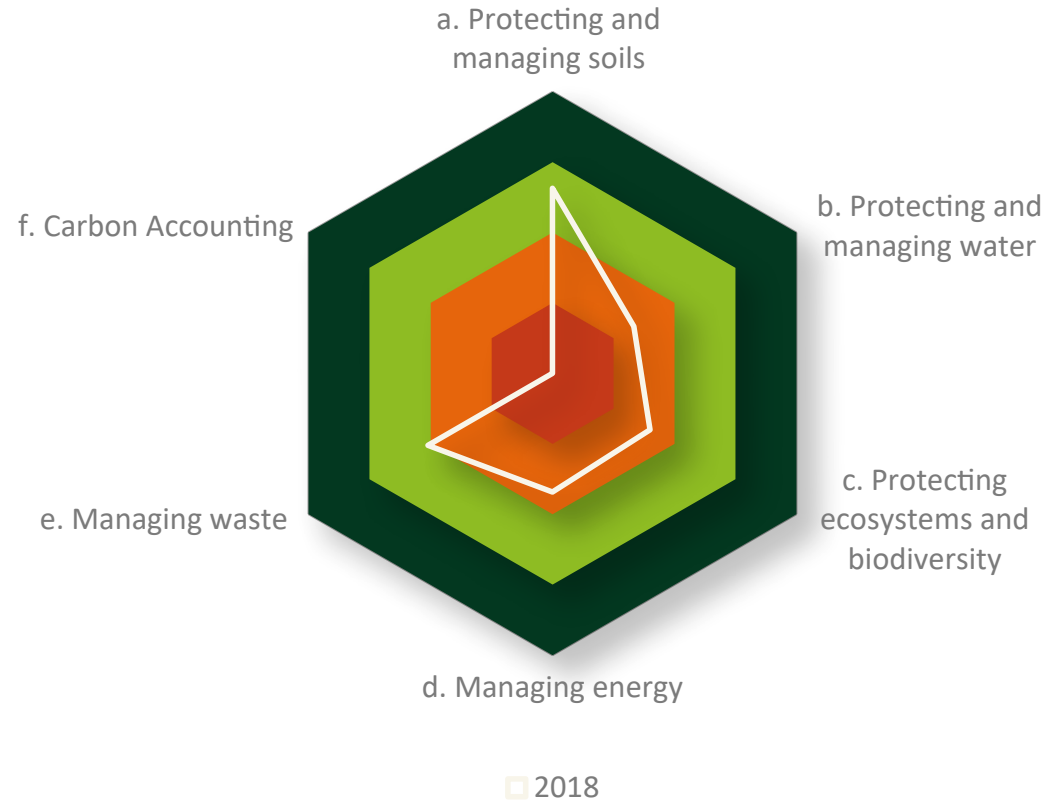 a. Protecting and
managing soils
b. Protecting and
managing water
c. Protecting
ecosystems and
biodiversity
d. Managing energy
e. Managing waste
f. Carbon Accounting
2018